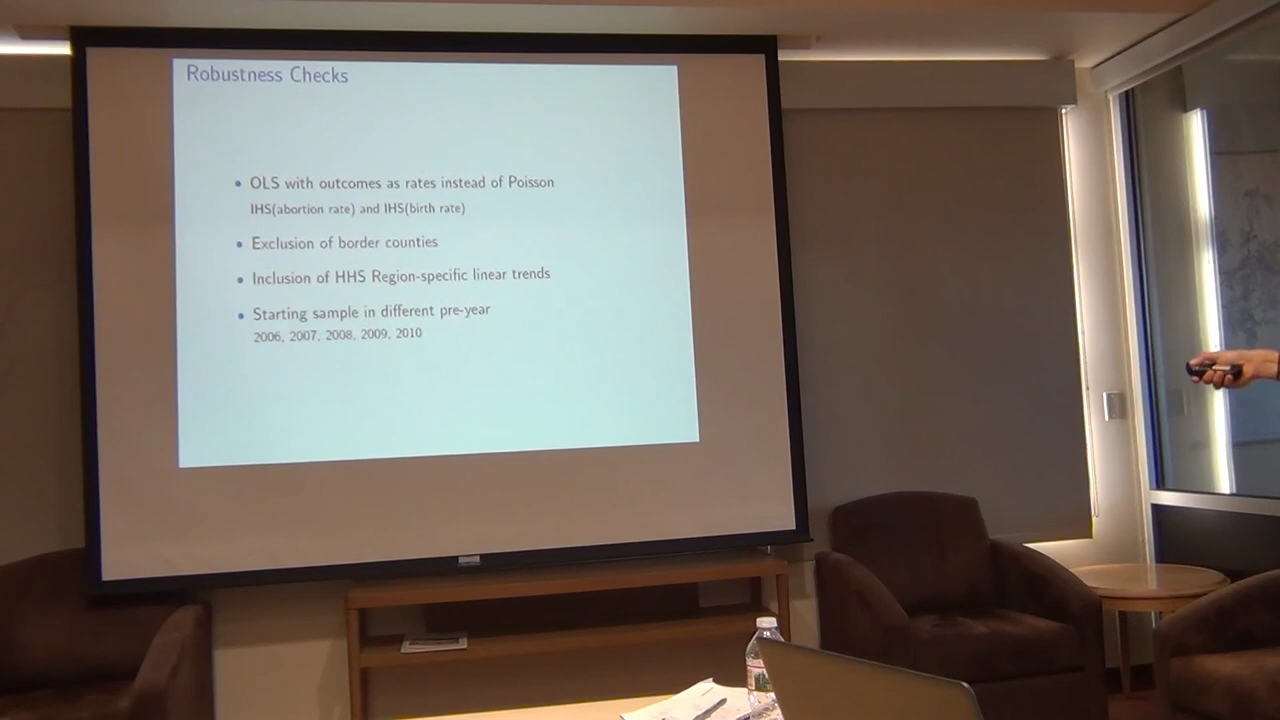 Robustness Checks
• OLS with outcomes as rates instead of Poisson
IHS(abortion rate) and IHS(birth rate)
• Exclusion of border counties
• Inclusion of HHS Region-specific linear trends
• Starting sample in different pre-year
2006, 2007, 2008, 2009, 2010